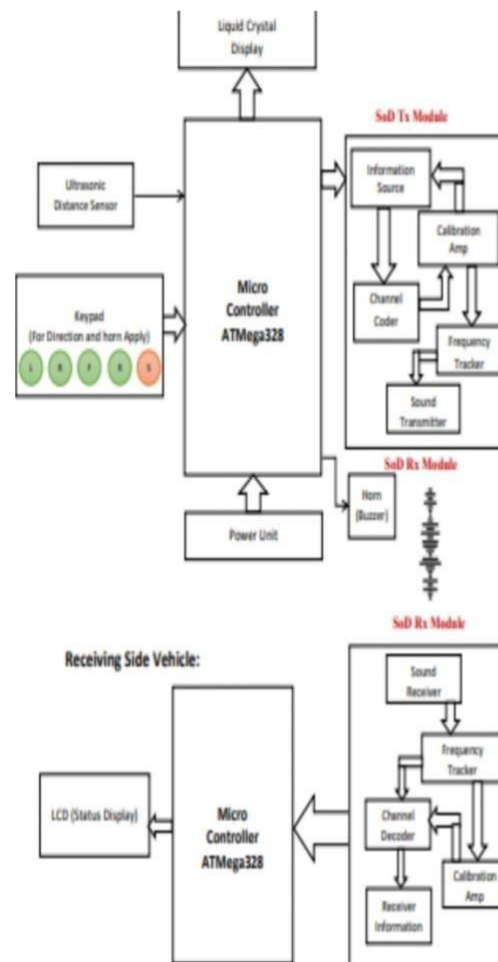 Liquid Crystal
Display
SoD Tx Module
Ultrasonic
Distance Sensor
Information
Source
Calibration
Amp
Micro
Controller
ATMega328
Keypad
(For Direction and horn Apply)
L
R
S
Channel
Coder
Frequency
Tracker
Sound
Transmitter
SoD Rx Module
Horn
(Buzzer)
Power Unit
SoD Rx Module
Receiving Side Vehicle:
Sound
Receiver
Frequency
Tracker
LCD (Status Display)
Micro
Controller
ATMega328
Channel
Decoder
Calibration
Amp
Receiver
Information